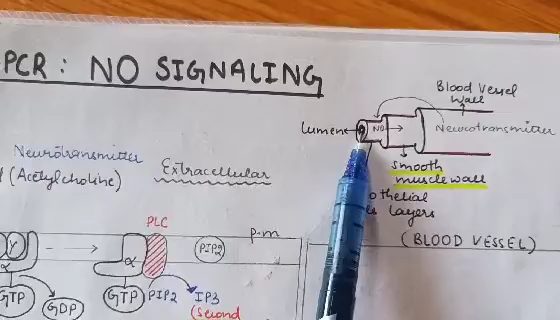 PCR: NO SIGNALING
Blood Vessel
wall
lumen
NO
Neurotransmitter
smooth
muscle wall
othelial
layers
(BLOOD VESSEL)
Neurotransmitter
(Acetylcholine)
Extracellular
PLC
p.m
γ
α
α
PIP2
GTP
GDP
GTP
PIP2
IP3
(Second